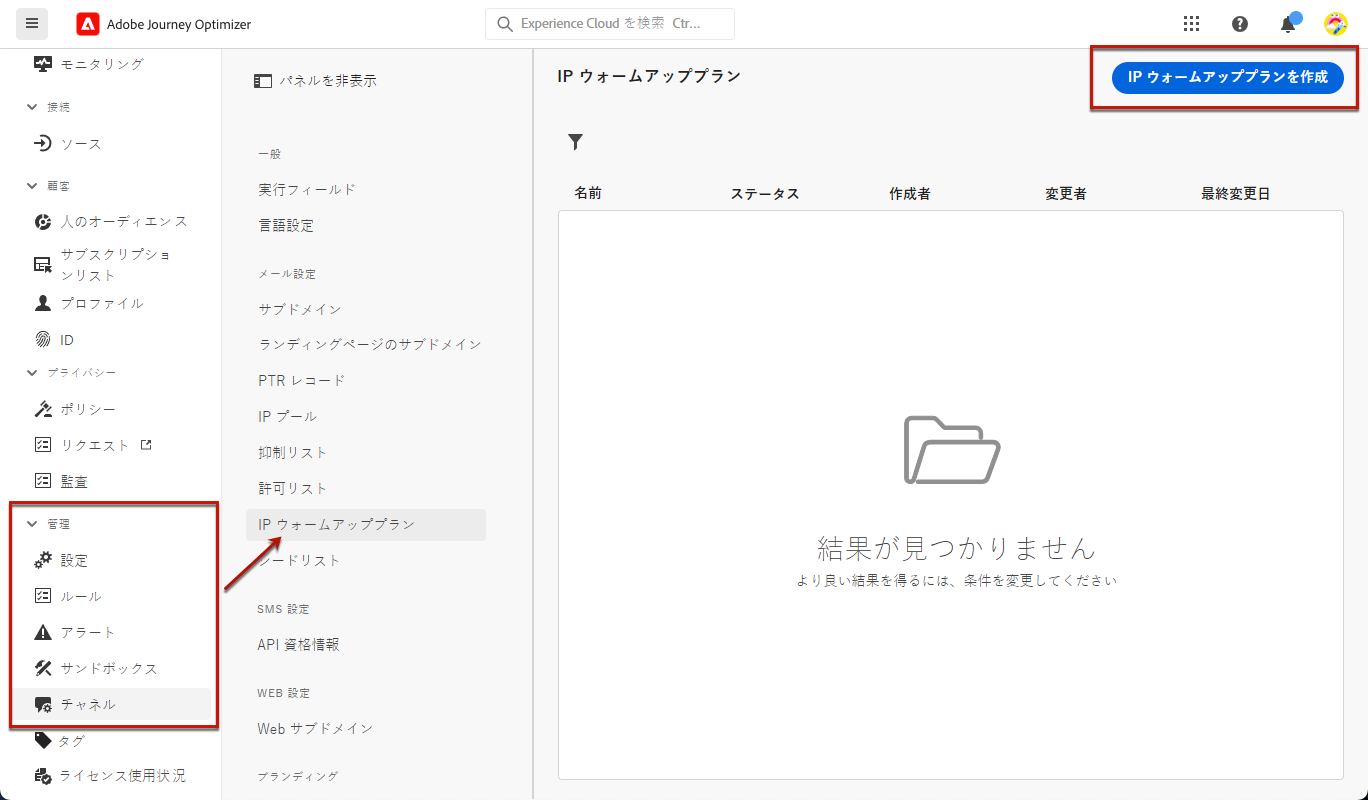 Adobe Journey Optimizer
Experience Cloud を検索 Ctr...
モニタリング
接続
ソース
顧客
人のオーディエンス
サブスクリプショ
ンリスト
プロファイル
ID
プライバシー
ポリシー
リクエスト
監査
管理
設定
ルール
アラート
サンドボックス
チャネル
タグ
ライセンス使用状況
パネルを非表示
一般
実行フィールド
言語設定
メール設定
サブドメイン
ランディングページのサブドメイン
PTR レコード
IP プール
抑制リスト
許可リスト
IP ウォームアッププラン
シードリスト
SMS 設定
API 資格情報
WEB 設定
Web サブドメイン
ブランディング
IP ウォームアッププラン
IP ウォームアッププランを作成
名前 ステータス 作成者 変更者 最終変更日
結果が見つかりません
より良い結果を得るには、条件を変更してください